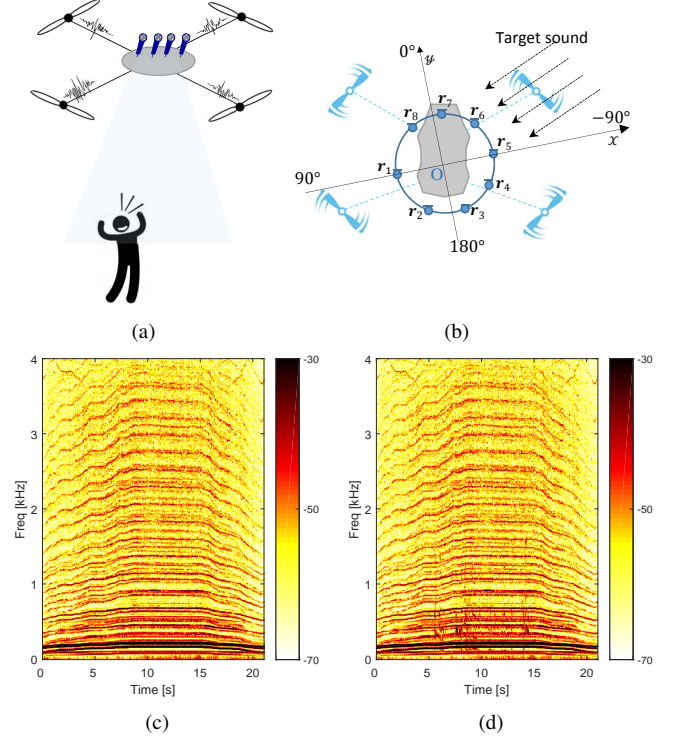 0° 𝓎
Target sound
r₈
r₇
r₆
−90°
x
r₅
r₁
O
90°
r₄
r₂
r₃
180°
(a)
(b)
4
3
2
1
0
Freq [kHz]
0 5 10 15 20
Time [s]
-30
-50
-70
4
3
2
1
0
Freq [kHz]
0 5 10 15 20
Time [s]
-30
-50
-70
(c)
(d)